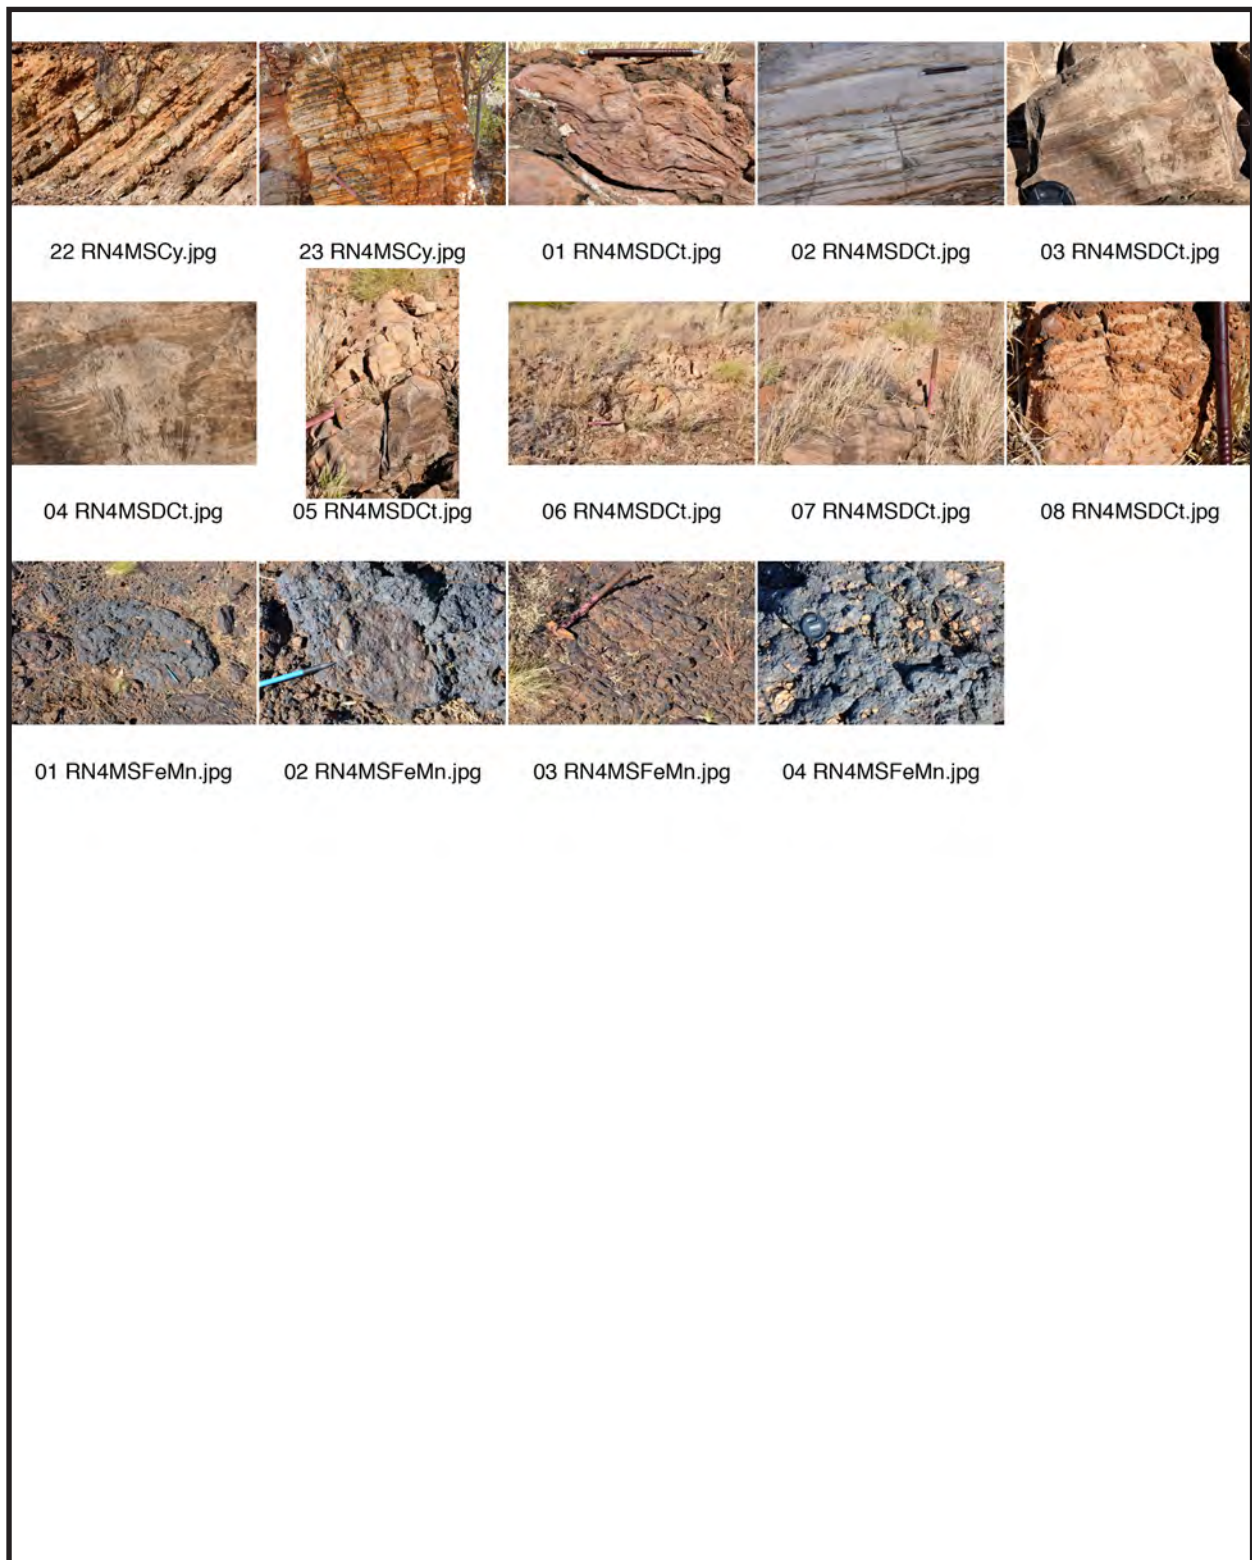 22 RN4MSCy.jpg
23 RN4MSCy.jpg
01 RN4MSDCt.jpg
02 RN4MSDCt.jpg
03 RN4MSDCt.jpg
04 RN4MSDCt.jpg
05 RN4MSDCt.jpg
06 RN4MSDCt.jpg
07 RN4MSDCt.jpg
08 RN4MSDCt.jpg
01 RN4MSFeMn.jpg
02 RN4MSFeMn.jpg
03 RN4MSFeMn.jpg
04 RN4MSFeMn.jpg